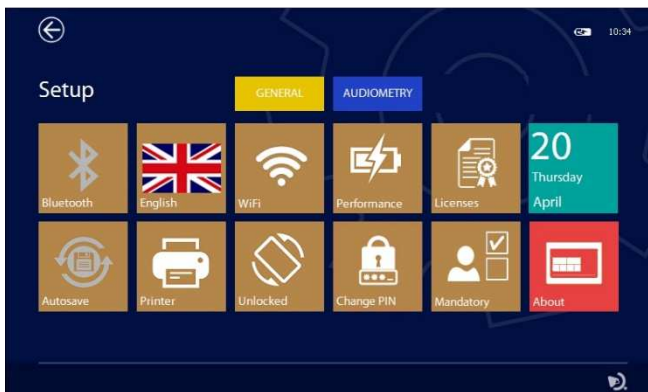 10:34
Setup
GENERAL
AUDIOMETRY
Bluetooth
English
WiFi
Performance
Licenses
20
Thursday
April
Autosave
Printer
Unlocked
Change PIN
Mandatory
About